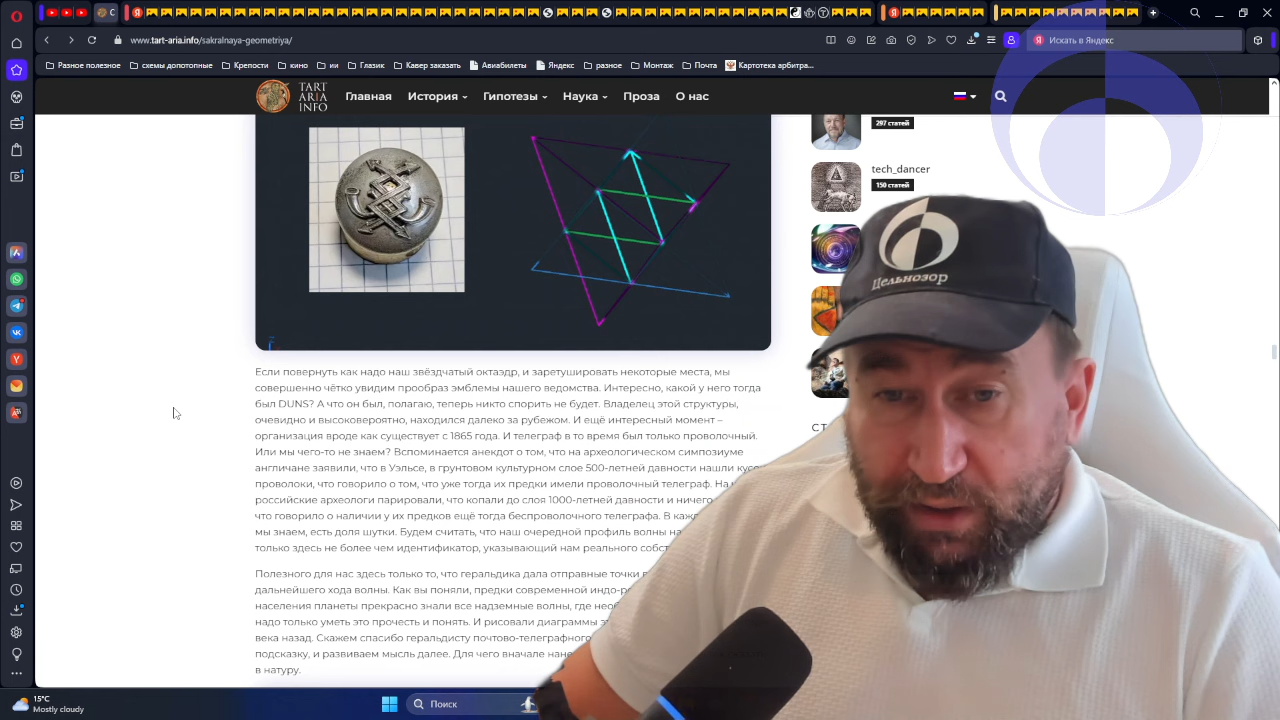 www.tart-aria.info/sakralnaya-geometriya/
Искать в Яндекс
Разное полезное
схемы допотопные
Крепости
кино
ии
Глазик
Кавер заказать
Авиабилеты
Яндекс
разное
Монтаж
Почта
Картотека арбитра...
TART
ARIA
INFO
Главная
История
Гипотезы
Наука
Проза
О нас
297 статей
tech_dancer
150 статей
Цельнозор
Если повернуть как надо наш звёздчатый октаэдр, и заретушировать некоторые места, мы
совершенно чётко увидим прообраз эмблемы нашего ведомства. Интересно, какой у него тогда
был DUNS? А что он был, полагаю, теперь никто спорить не будет. Владелец этой структуры,
очевидно и высоковероятно, находился далеко за рубежом. И ещё интересный момент –
организация вроде как существует с 1865 года. И телеграф в то время был только проволочный.
Или мы чего-то не знаем? Вспоминается анекдот о том, что на археологическом симпозиуме
англичане заявили, что в Уэльсе, в грунтовом культурном слое 500-летней давности нашли кусо
проволоки, что говорило о том, что уже тогда их предки имели проволочный телеграф. На
российские археологи парировали, что копали до слоя 1000-летней давности и ничего
что говорило о наличии у их предков ещё тогда беспроволочного телеграфа. В каж
мы знаем, есть доля шутки. Будем считать, что наш очередной профиль волны на
только здесь не более чем идентификатор, указывающий нам реального собст
Полезного для нас здесь только то, что геральдика дала отправные точки
дальнейшего хода волны. Как вы поняли, предки современной индо-
населения планеты прекрасно знали все надземные волны, где
надо только уметь это прочесть и понять. И рисовали диаграммы
века назад. Скажем спасибо геральдисту почтово-телеграфного
подсказку, и развиваем мысль далее. Для чего вначале
в натуру.
15°C
Mostly cloudy
Поиск